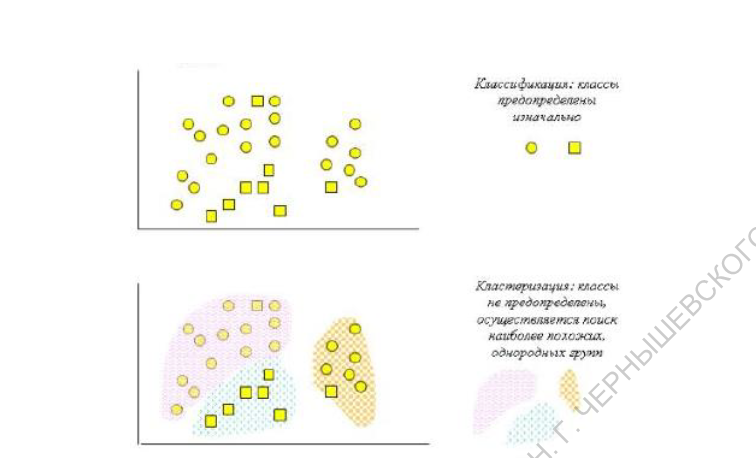 Классификация: классы
предопределены
изначально
Кластеризация: классы
не предопределены,
осуществляется поиск
наиболее похожих,
однородных групп
Н. Г. ЧЕРНЫШЕВСКОГО